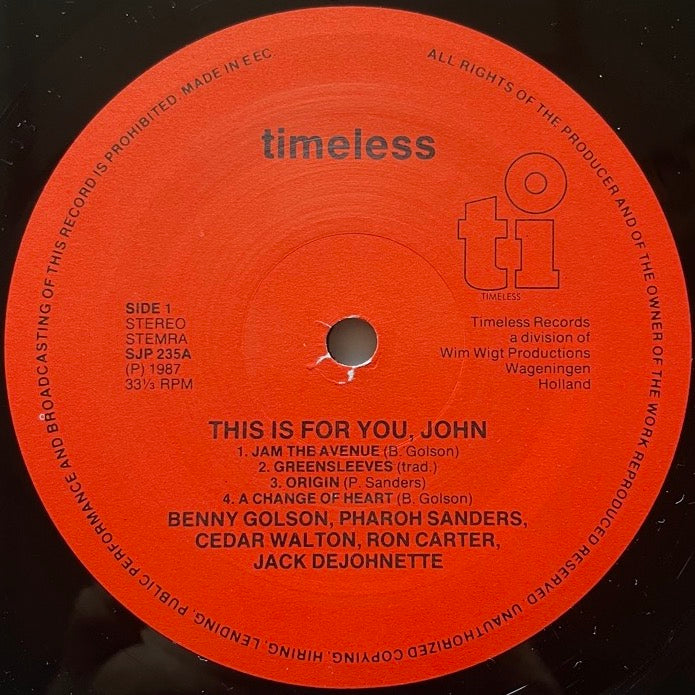 ALL RIGHTS OF THE PRODUCER AND OF THE OWNER OF THE WORK REPRODUCED RESERVED. UNAUTHORIZED COPYING, HIRING, LENDING, PUBLIC PERFORMANCE AND BROADCASTING OF THIS RECORD IS PROHIBITED. MADE IN EEC
timeless
ti
TIMELESS
SIDE 1
STEREO
STEMRA
SJP 235A
(P) 1987
33⅓ RPM
Timeless Records
a division of
Wim Wigt Productions
Wageningen
Holland
THIS IS FOR YOU, JOHN
1. JAM THE AVENUE (B. Golson)
2. GREENSLEEVES (trad.)
3. ORIGIN (P. Sanders)
4. A CHANGE OF HEART (B. Golson)
BENNY GOLSON, PHAROH SANDERS,
CEDAR WALTON, RON CARTER,
JACK DEJOHNETTE